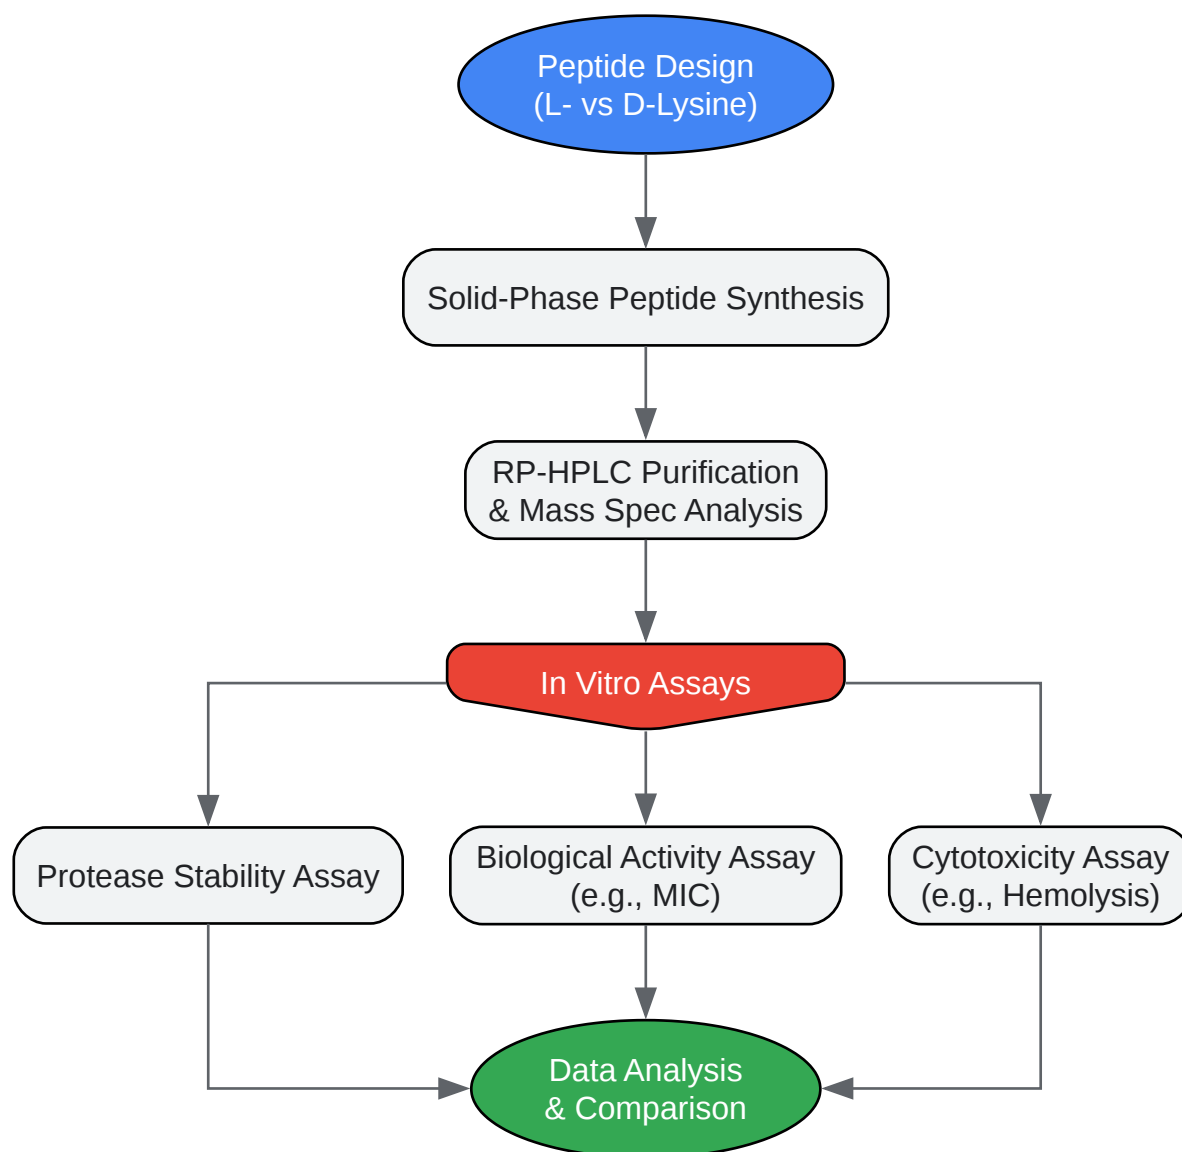 Peptide Design
(L- vs D-Lysine)
Solid-Phase Peptide Synthesis
RP-HPLC Purification
& Mass Spec Analysis
In Vitro Assays
Protease Stability Assay
Biological Activity Assay
(e.g., MIC)
Cytotoxicity Assay
(e.g., Hemolysis)
Data Analysis
& Comparison